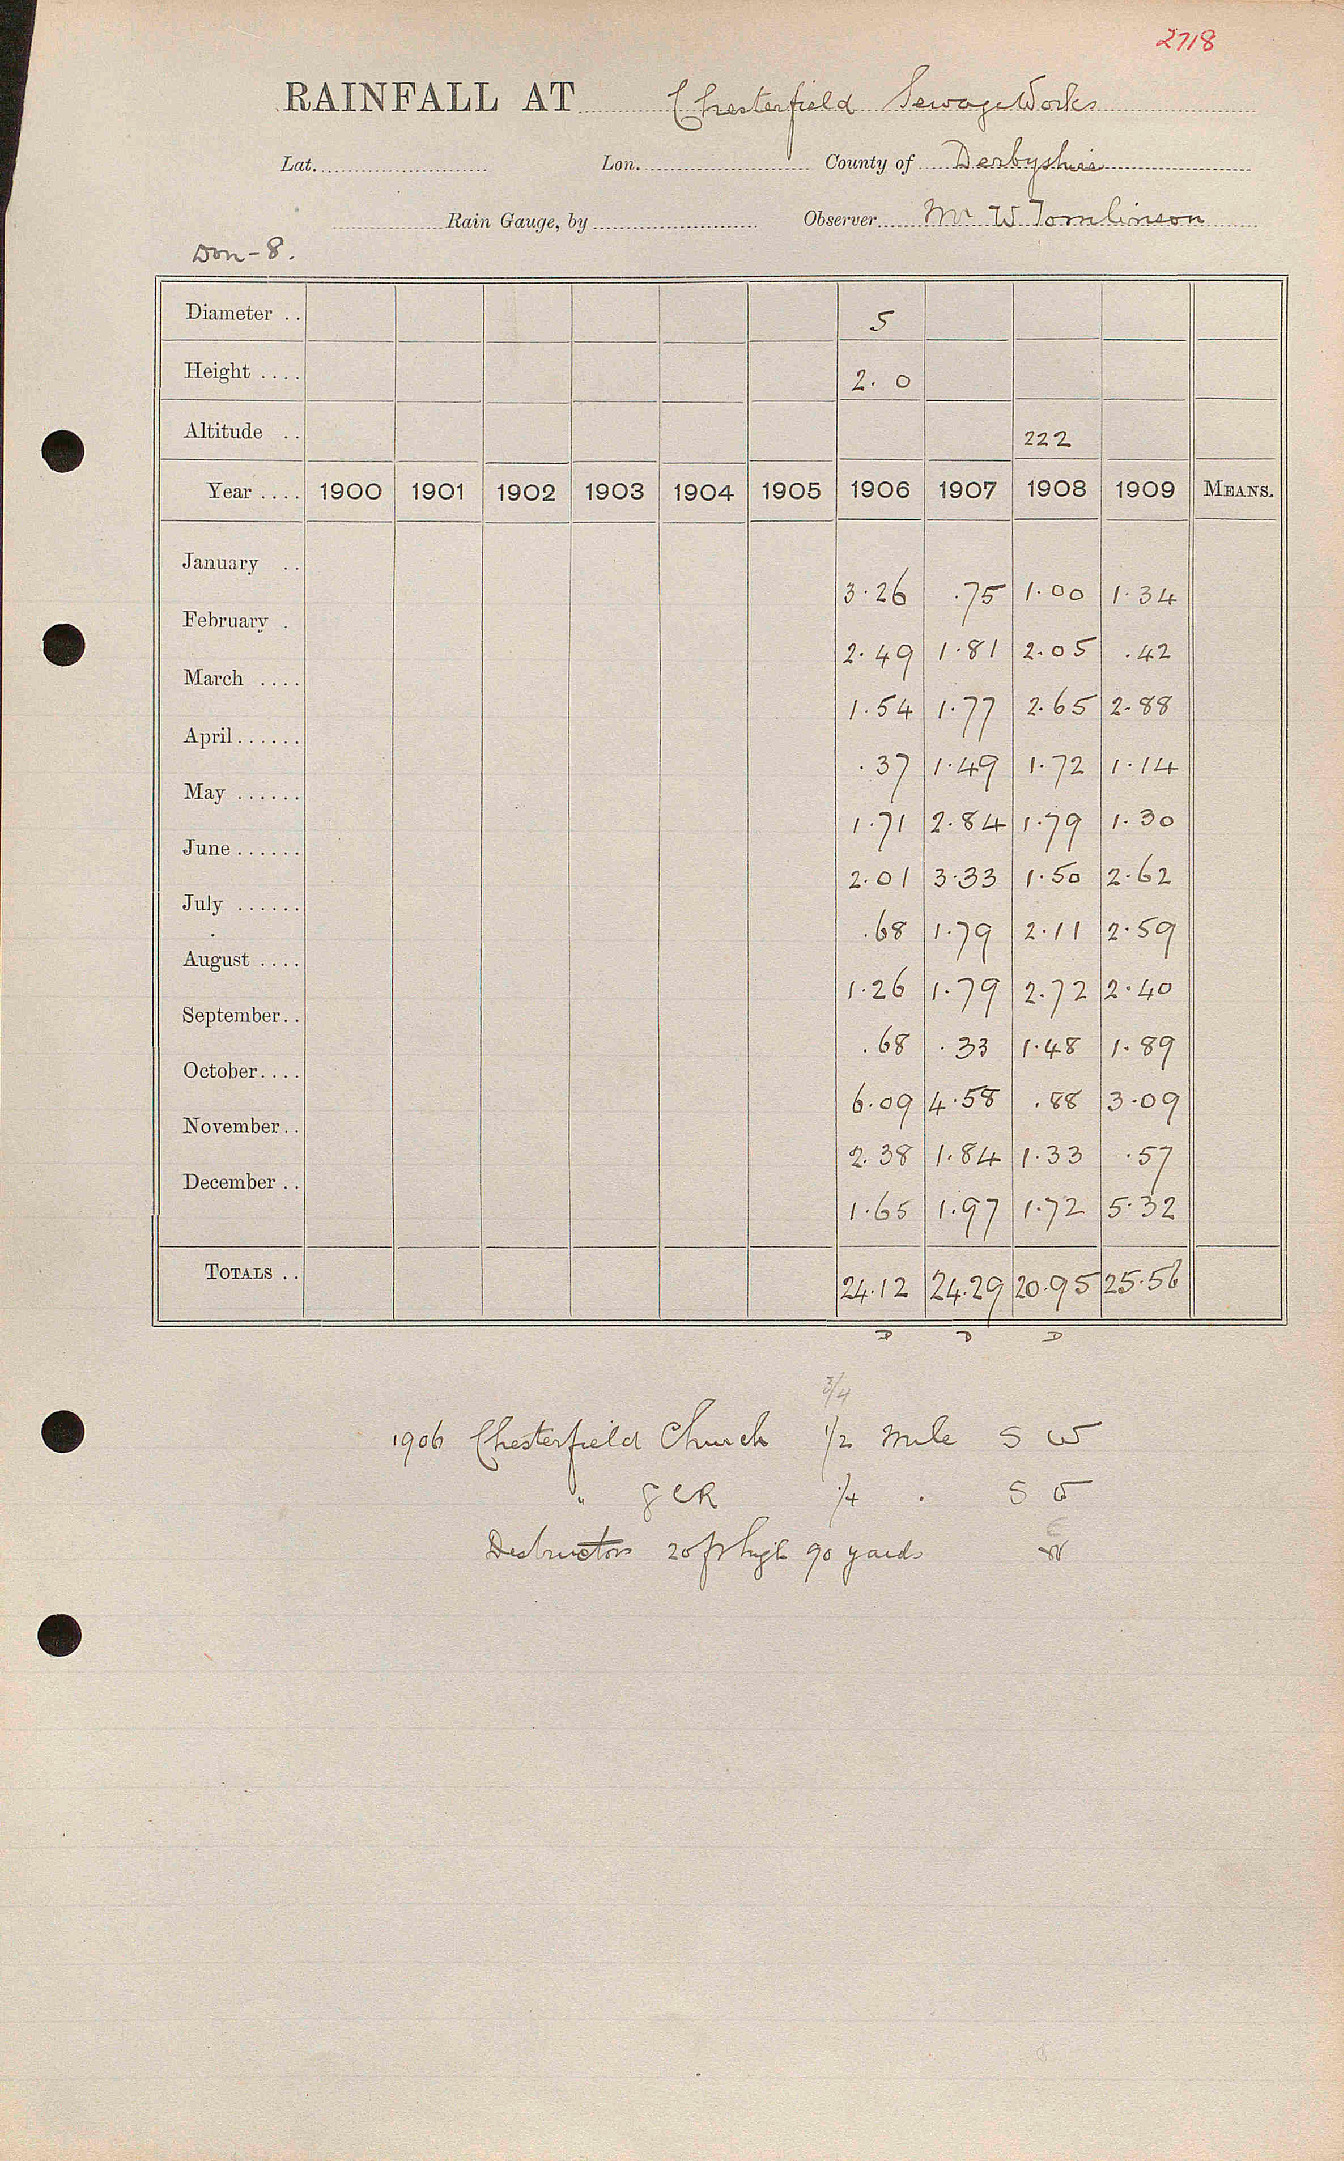 2718
RAINFALL AT Chesterfield Sewage Works
Lat. Lon. County of Derbyshire
Rain Gauge, by Observer Mr W Tomlinson
Don - 8.
Diameter .. 5
Height .... 2. 0
Altitude .. 222
Year .... 1900 1901 1902 1903 1904 1905 1906 1907 1908 1909 MEANS.
January .. 3.26 .75 1.00 1.34
February . 2.49 1.81 2.05 .42
March .... 1.54 1.77 2.65 2.88
April ...... .37 1.49 1.72 1.14
May ...... 1.71 2.84 1.79 1.30
June ...... 2.01 3.33 1.50 2.62
July ...... .68 1.79 2.11 2.59
August .... 1.26 1.79 2.72 2.40
September.. .68 .33 1.48 1.89
October.... 6.09 4.58 .88 3.09
November.. 2.38 1.84 1.33 .57
December .. 1.65 1.97 1.72 5.32
TOTALS .. 24.12 24.29 20.95 25.56
D D D
3/4
1906 Chesterfield Church 1/2 mile S W
" G C R 1/4 . S W
Destructors 20 ft high 90 yards